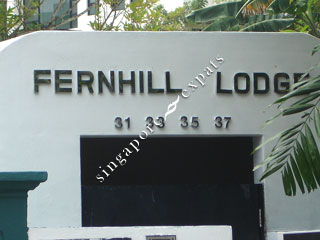 FERNHILL LODGE
31 33 35 37
singapore expats